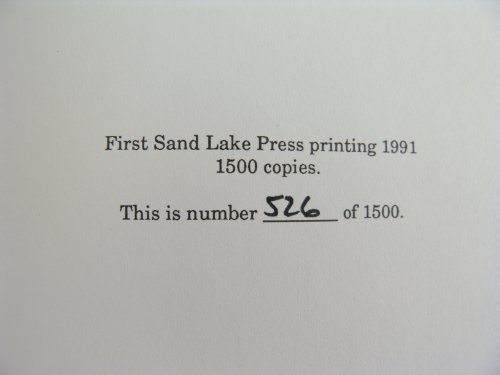 First Sand Lake Press printing 1991
1500 copies.
This is number 526 of 1500.